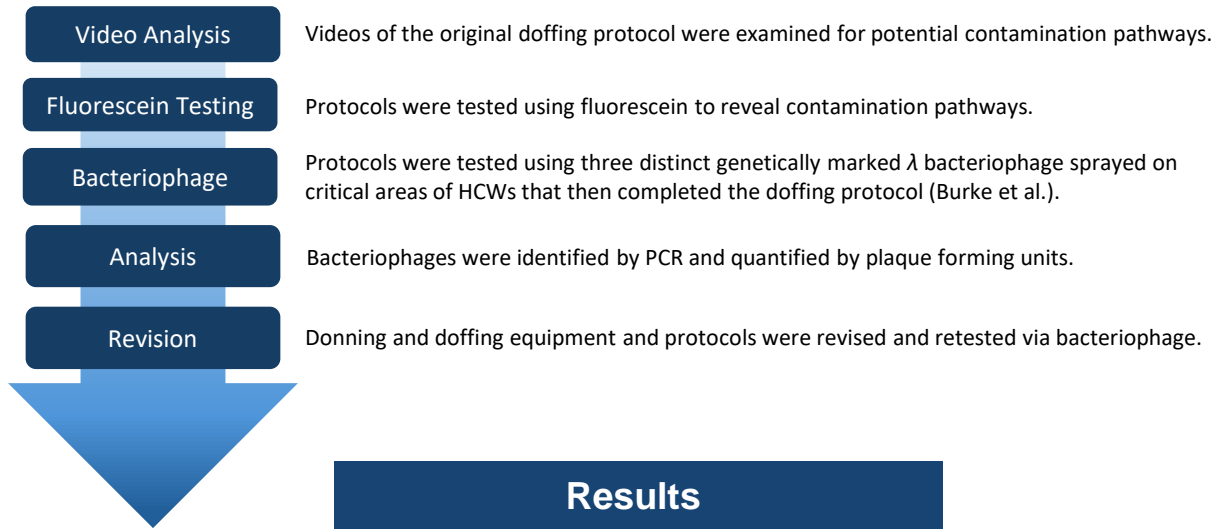 Video Analysis
Videos of the original doffing protocol were examined for potential contamination pathways.
Fluorescein Testing
Protocols were tested using fluorescein to reveal contamination pathways.
Bacteriophage
Protocols were tested using three distinct genetically marked λ bacteriophage sprayed on
critical areas of HCWs that then completed the doffing protocol (Burke et al.).
Analysis
Bacteriophages were identified by PCR and quantified by plaque forming units.
Revision
Donning and doffing equipment and protocols were revised and retested via bacteriophage.
Results